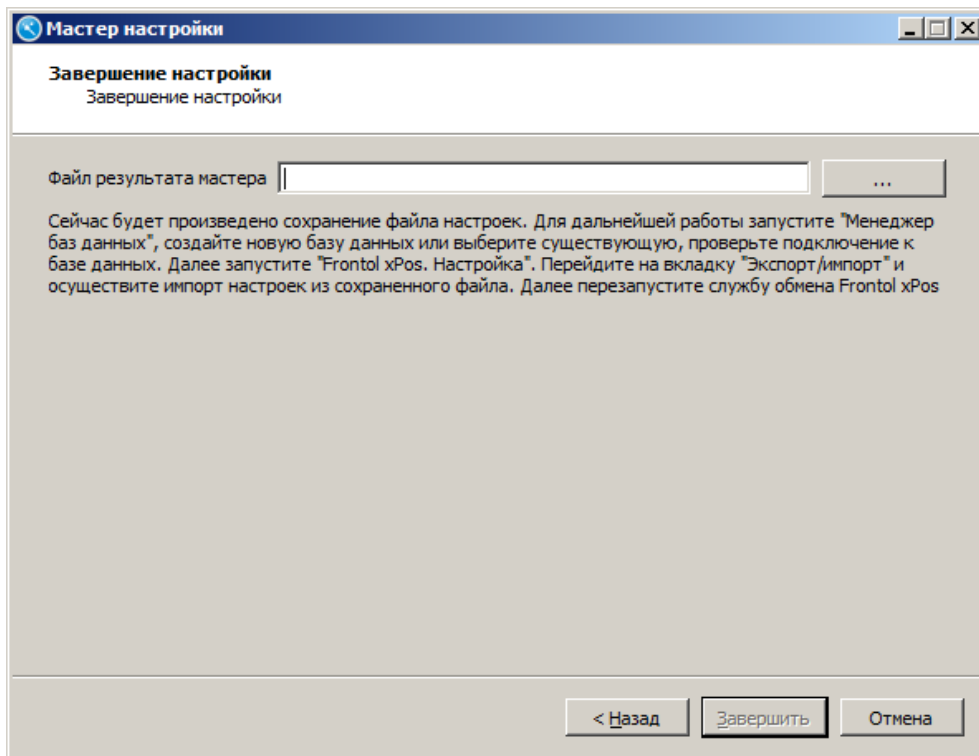 Мастер настройки
Завершение настройки
Завершение настройки
Файл результата мастера
...
Сейчас будет произведено сохранение файла настроек. Для дальнейшей работы запустите "Менеджер
баз данных", создайте новую базу данных или выберите существующую, проверьте подключение к
базе данных. Далее запустите "Frontol xPos. Настройка". Перейдите на вкладку "Экспорт/импорт" и
осуществите импорт настроек из сохраненного файла. Далее перезапустите службу обмена Frontol xPos
< Назад Завершить Отмена